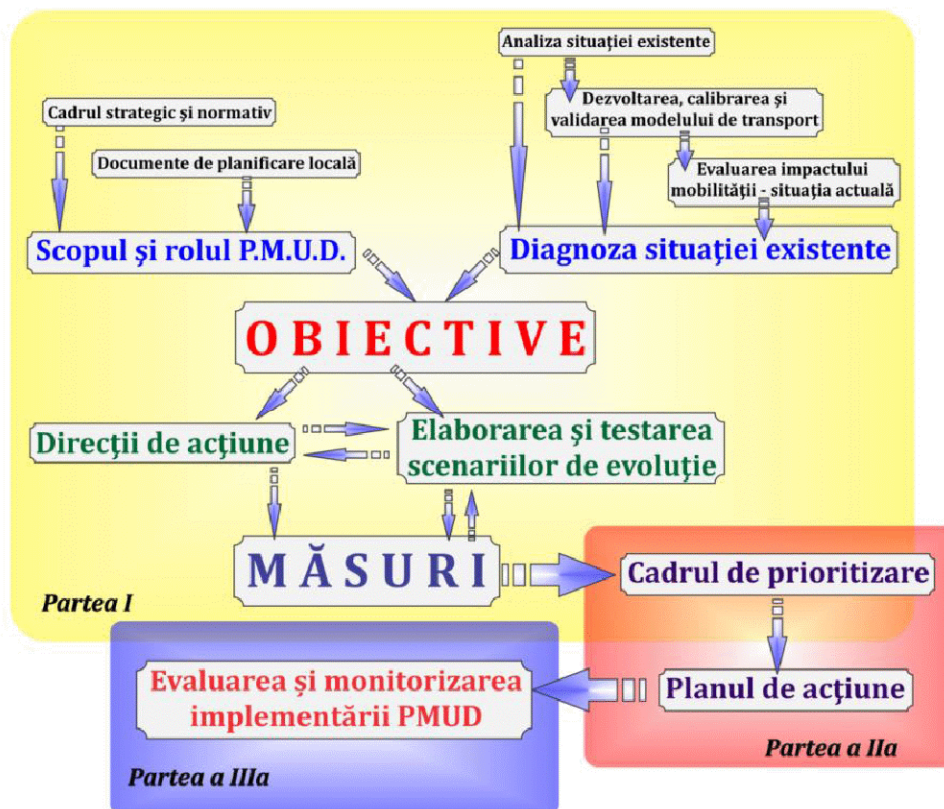 Analiza situației existente
Cadrul strategic și normativ
Dezvoltarea, calibrarea și
validarea modelului de transport
Documente de planificare locală
Evaluarea impactului
mobilității - situația actuală
Scopul și rolul P.M.U.D.
Diagnoza situației existente
O B I E C T I V E
Direcții de acțiune
Elaborarea și testarea
scenariilor de evoluție
M Ă S U R I
Cadrul de prioritizare
Partea I
Evaluarea și monitorizarea
implementării PMUD
Planul de acțiune
Partea a IIa
Partea a IIIa